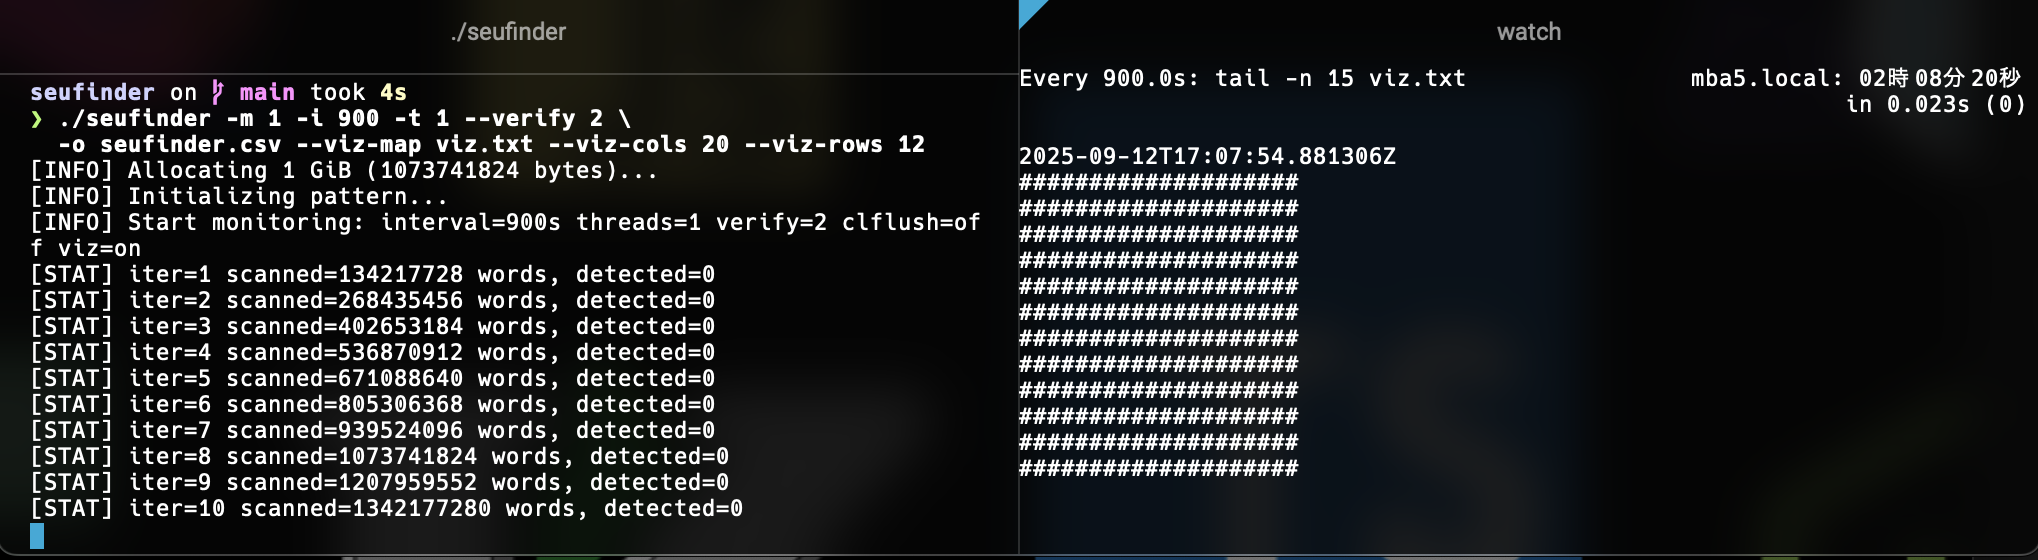 ./seufinder
seufinder on main took 4s
❯ ./seufinder -m 1 -i 900 -t 1 --verify 2 \
-o seufinder.csv --viz-map viz.txt --viz-cols 20 --viz-rows 12
[INFO] Allocating 1 GiB (1073741824 bytes)...
[INFO] Initializing pattern...
[INFO] Start monitoring: interval=900s threads=1 verify=2 clflush=of
f viz=on
[STAT] iter=1 scanned=134217728 words, detected=0
[STAT] iter=2 scanned=268435456 words, detected=0
[STAT] iter=3 scanned=402653184 words, detected=0
[STAT] iter=4 scanned=536870912 words, detected=0
[STAT] iter=5 scanned=671088640 words, detected=0
[STAT] iter=6 scanned=805306368 words, detected=0
[STAT] iter=7 scanned=939524096 words, detected=0
[STAT] iter=8 scanned=1073741824 words, detected=0
[STAT] iter=9 scanned=1207959552 words, detected=0
[STAT] iter=10 scanned=1342177280 words, detected=0
watch
Every 900.0s: tail -n 15 viz.txt
mba5.local: 02時08分20秒
in 0.023s (0)
2025-09-12T17:07:54.881306Z
####################
####################
####################
####################
####################
####################
####################
####################
####################
####################
####################
####################